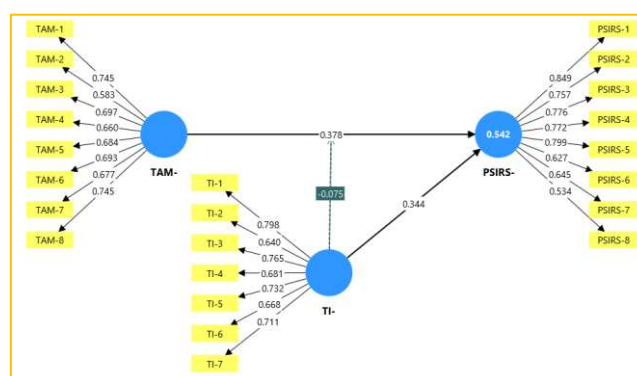 TAM-1
TAM-2
TAM-3
TAM-4
TAM-5
TAM-6
TAM-7
TAM-8
0.745
0.583
0.697
0.660
0.684
0.693
0.677
0.745
TAM-
0.378
-0.075
0.344
TI-1
TI-2
TI-3
TI-4
TI-5
TI-6
TI-7
0.798
0.640
0.765
0.681
0.732
0.668
0.711
TI-
0.542
PSIRS-
0.849
0.757
0.776
0.772
0.799
0.627
0.645
0.534
PSIRS-1
PSIRS-2
PSIRS-3
PSIRS-4
PSIRS-5
PSIRS-6
PSIRS-7
PSIRS-8